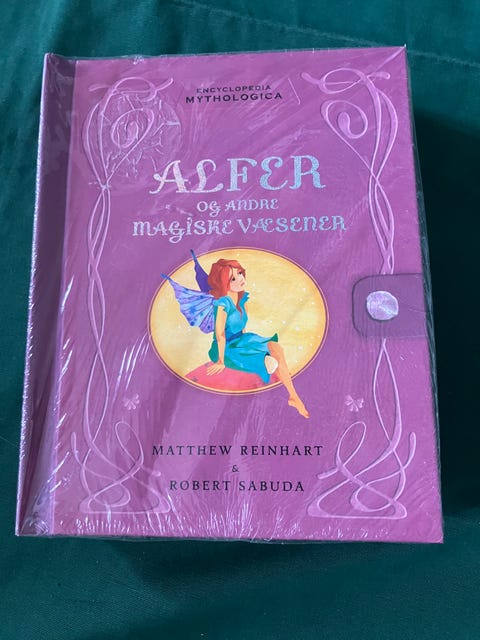 ENCYCLOPEDIA
MYTHOLOGICA
ALFER
OG ANDRE
MAGISKE VÆSENER
MATTHEW REINHART
&
ROBERT SABUDA